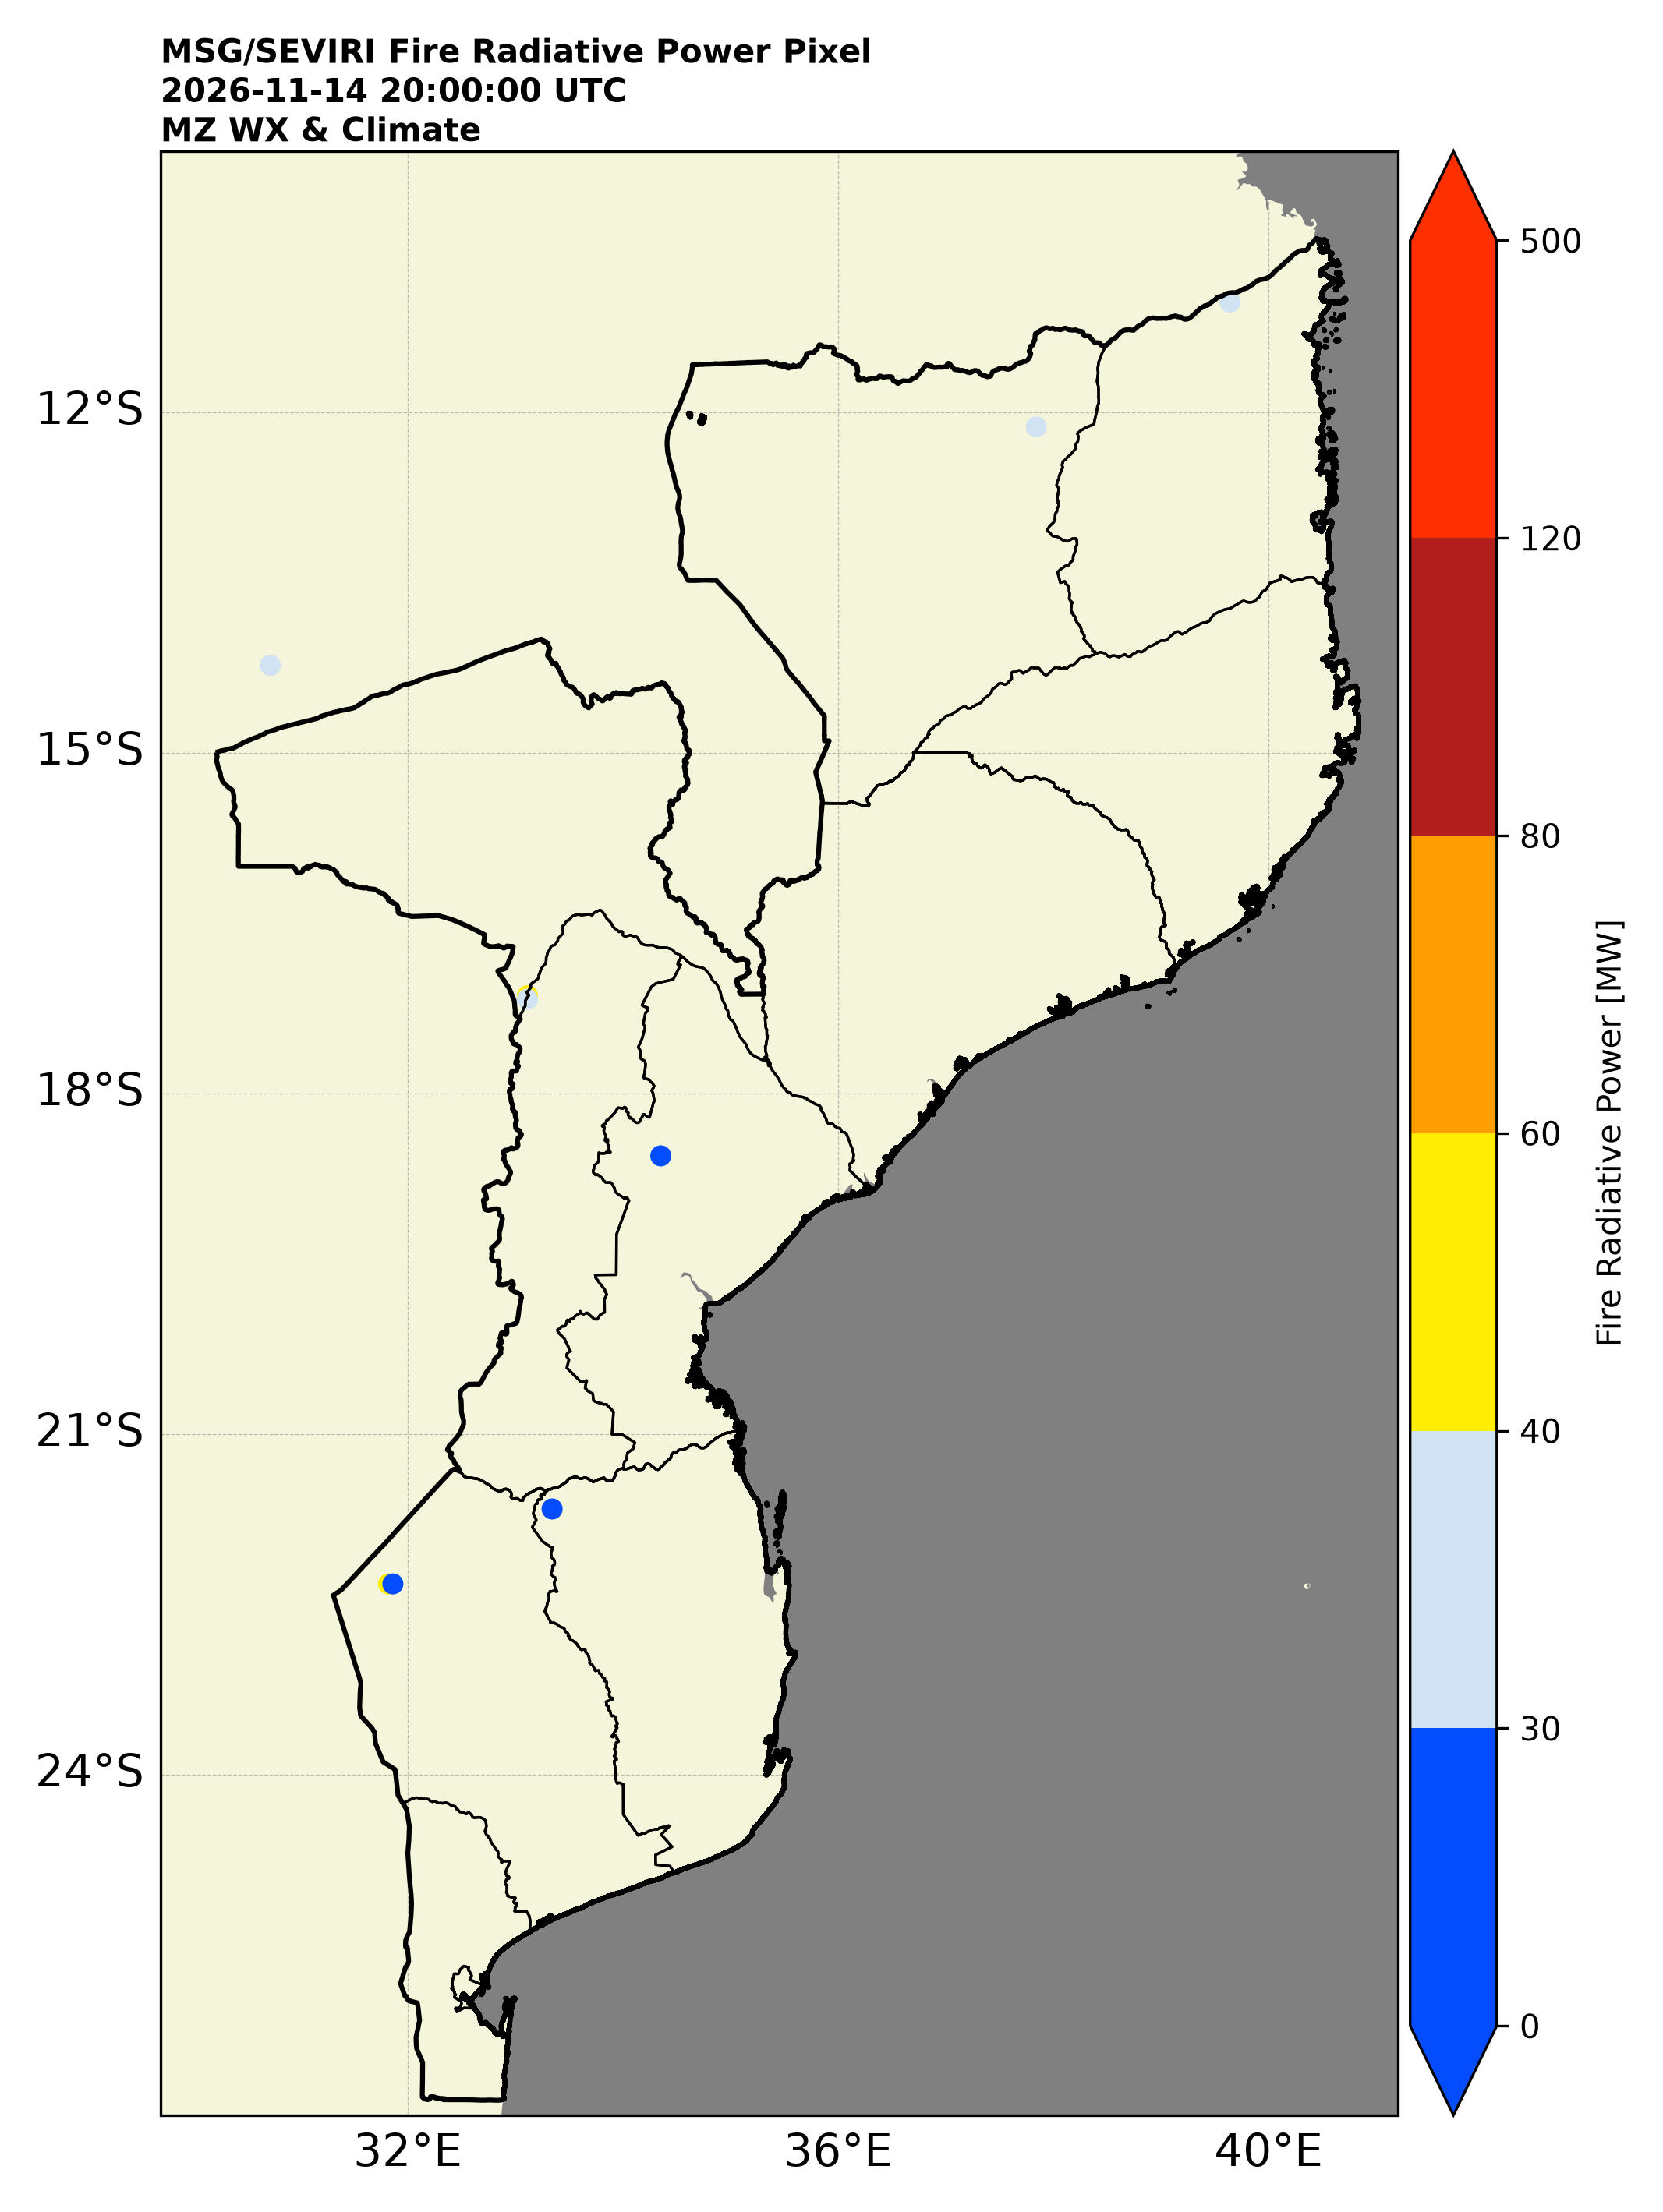 MSG/SEVIRI Fire Radiative Power Pixel
2026-11-14 20:00:00 UTC
MZ WX & Climate
12°S
15°S
18°S
21°S
24°S
32°E
36°E
40°E
500
120
80
60
40
30
0
Fire Radiative Power [MW]